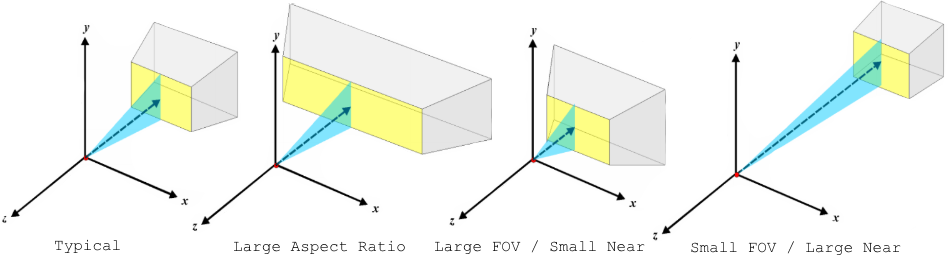 y
y
y
y
x
x
x
x
z
z
z
Typical
Large Aspect Ratio
Large FOV / Small Near
Small FOV / Large Near